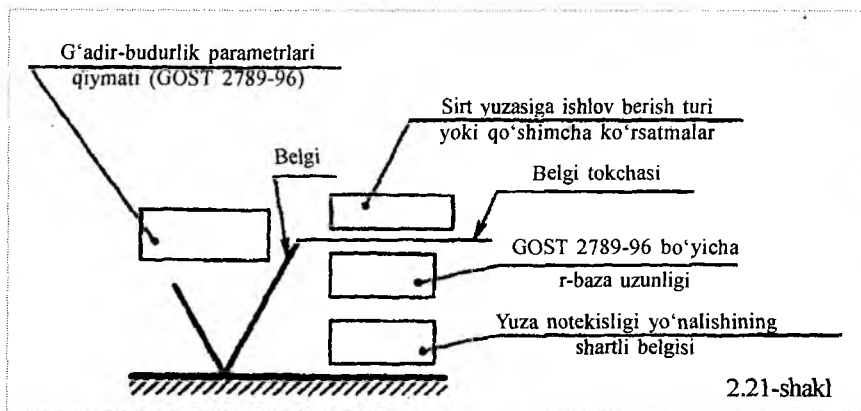 G‘adir-budurlik parametrlari
qiymati (GOST 2789-96)
Sirt yuzasiga ishlov berish turi
yoki qo‘shimcha ko‘rsatmalar
Belgi
Belgi tokchasi
GOST 2789-96 bo‘yicha
r-baza uzunligi
Yuza notekisligi yo‘nalishining
shartli belgisi
2.21-shakl